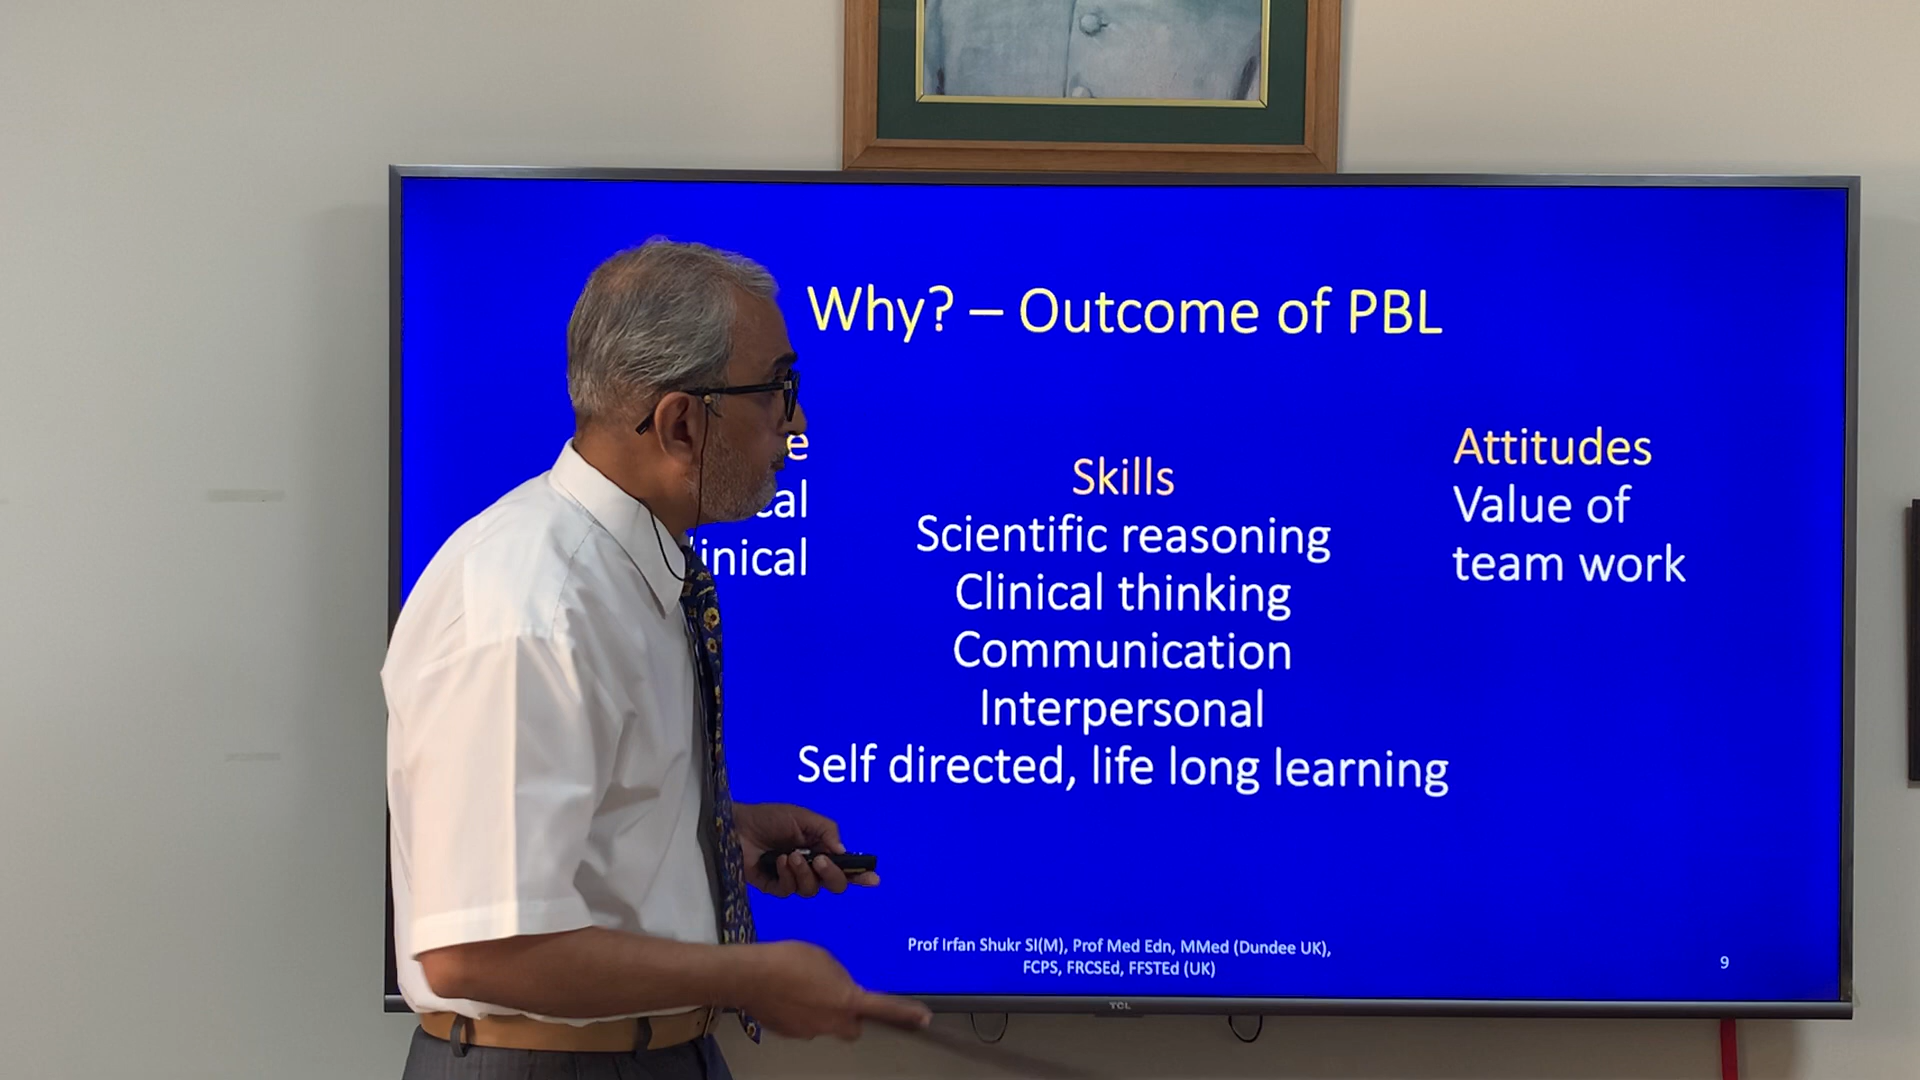 Why? – Outcome of PBL
Skills
Scientific reasoning
Clinical thinking
Communication
Interpersonal
Self directed, life long learning
Attitudes
Value of
team work
Prof Irfan Shukr SI(M), Prof Med Edn, MMed (Dundee UK),
FCPS, FRCSEd, FFSTEd (UK)
9
TCL